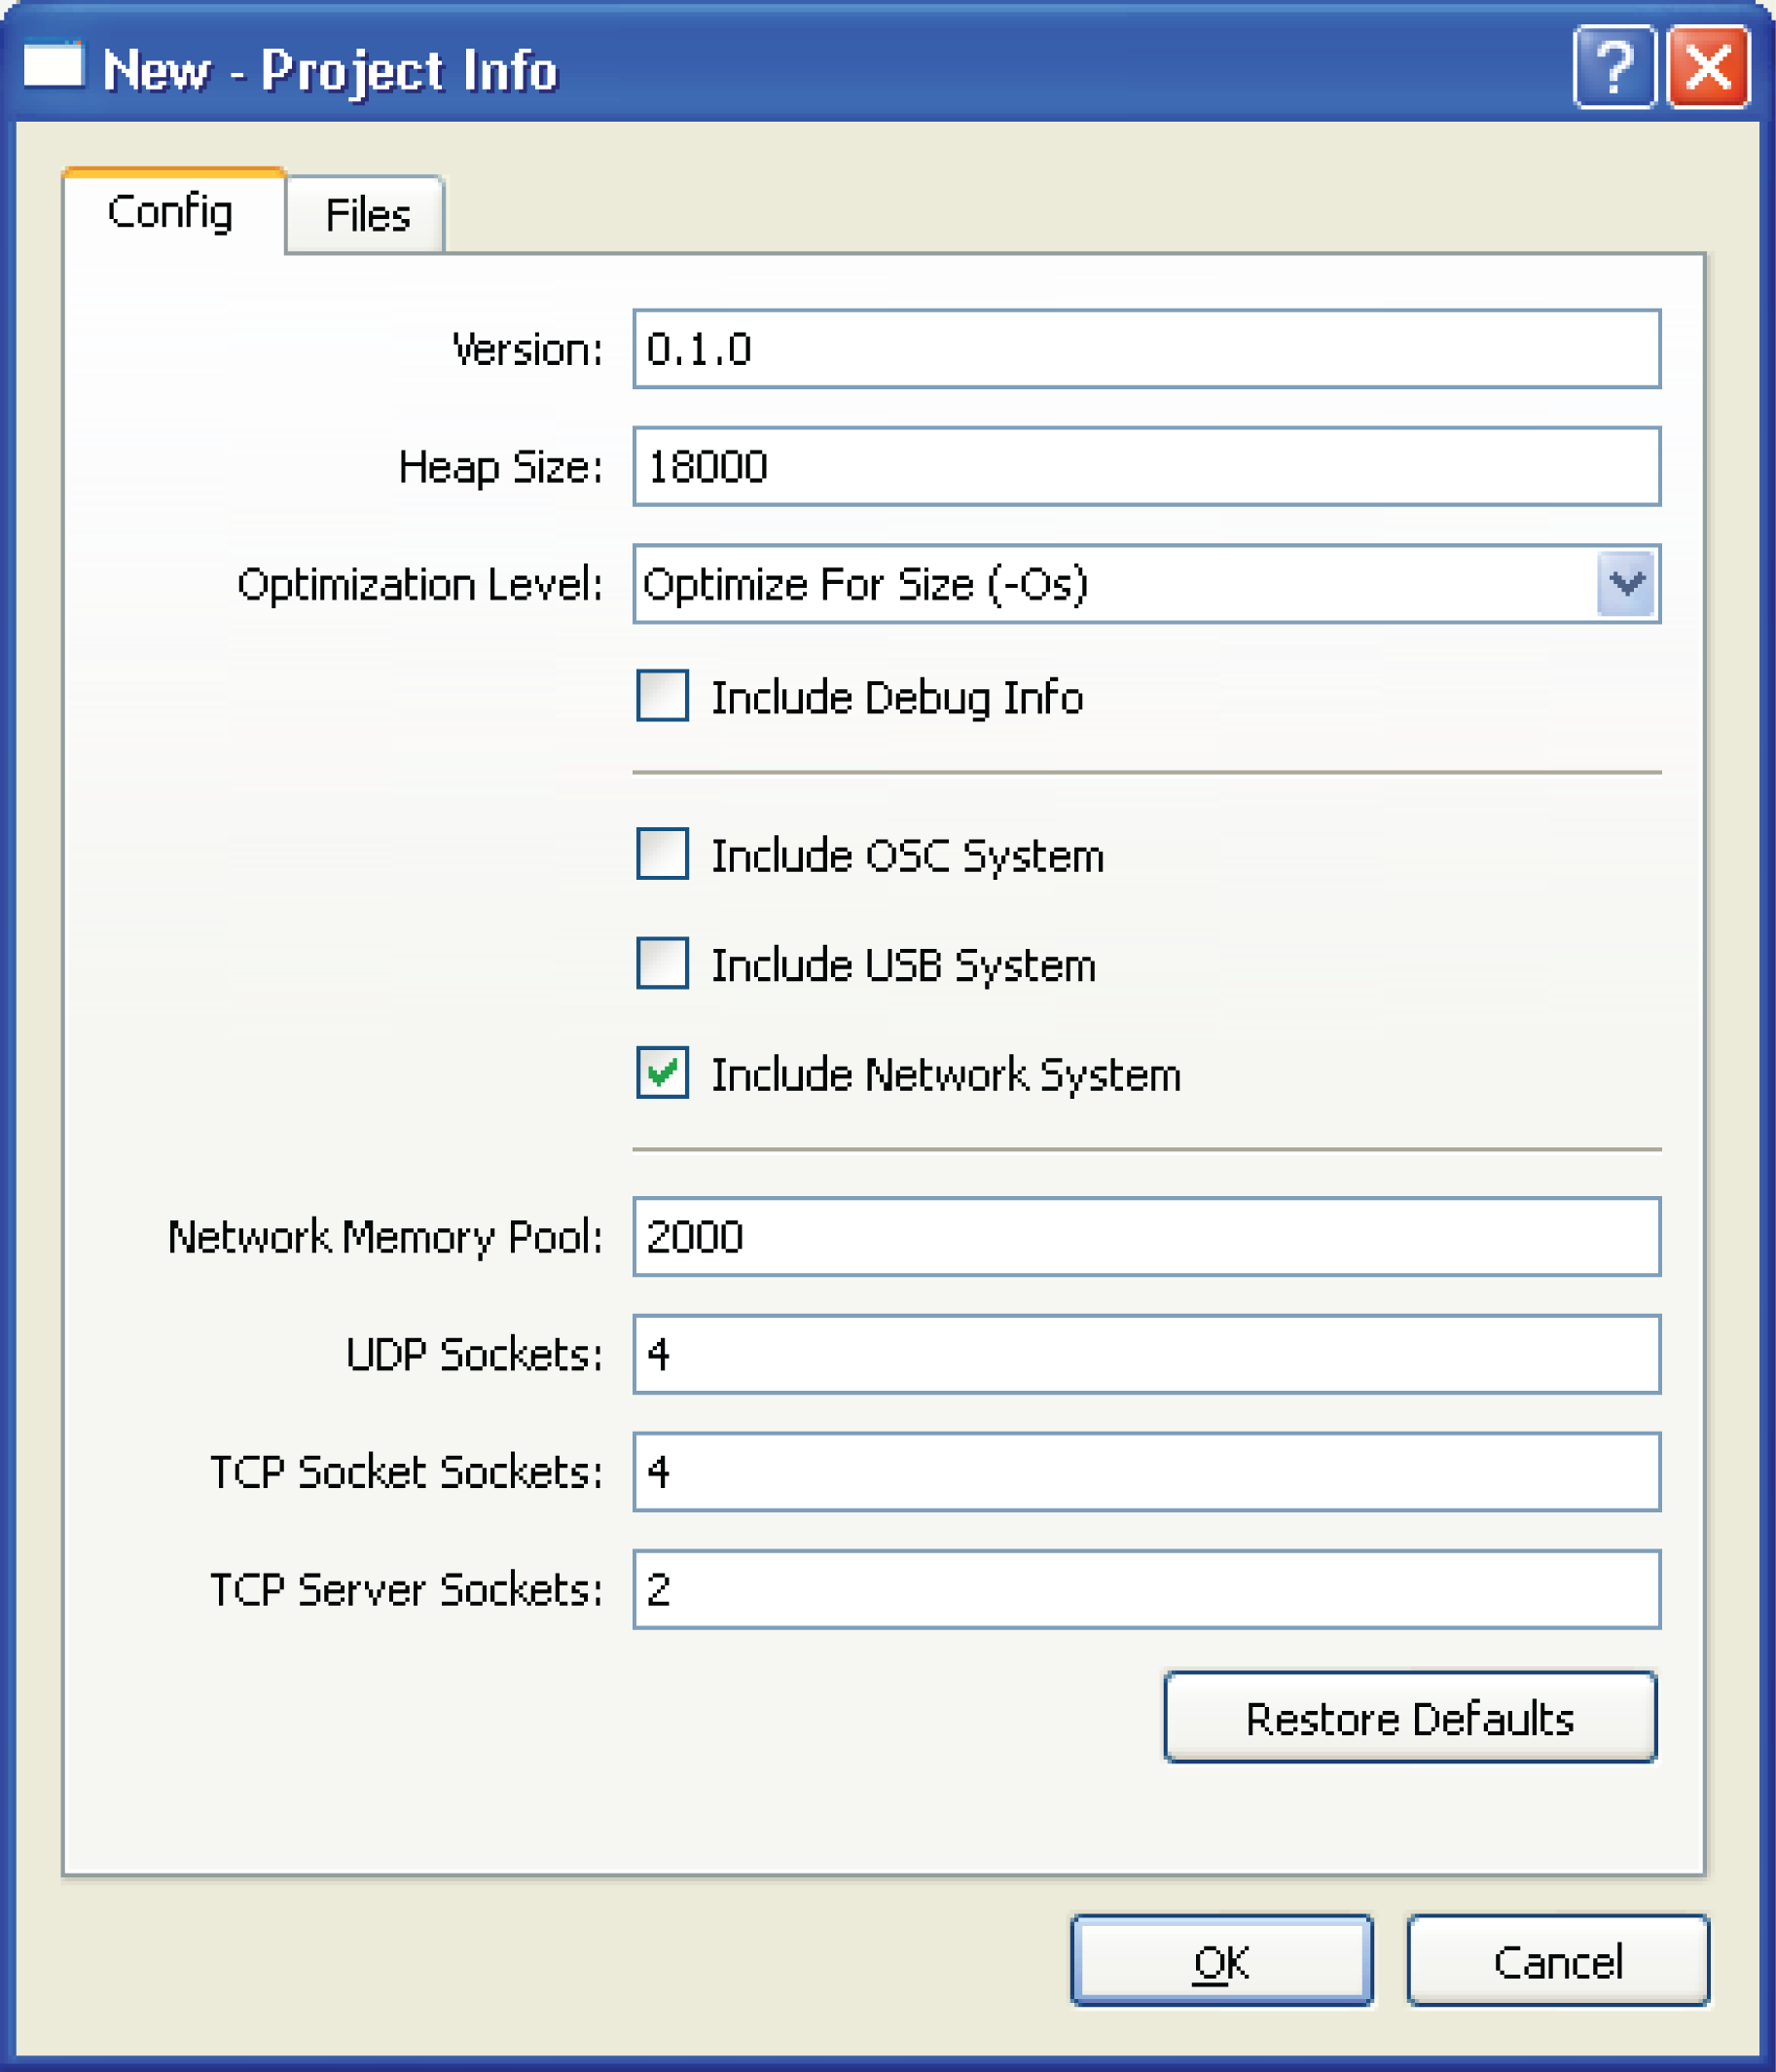 New - Project Info
Config Files
Version: 0.1.0
Heap Size: 18000
Optimization Level: Optimize For Size (-Os)
Include Debug Info
Include OSC System
Include USB System
Include Network System
Network Memory Pool: 2000
UDP Sockets: 4
TCP Socket Sockets: 4
TCP Server Sockets: 2
Restore Defaults
OK Cancel